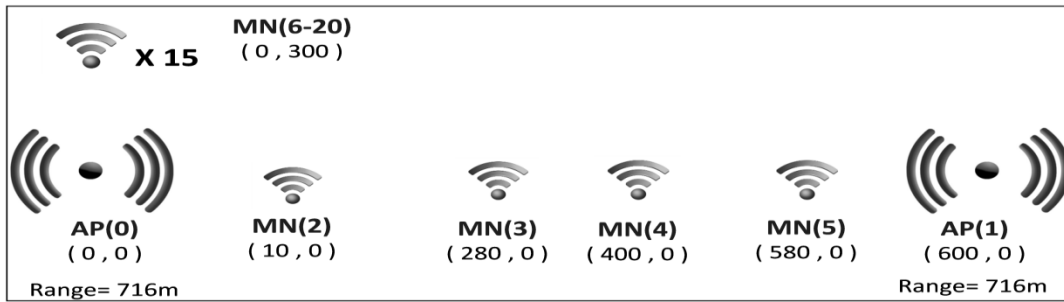 MN(6-20)
X 15
( 0 , 300 )
AP(0)
( 0 , 0 )
MN(2)
( 10 , 0 )
MN(3)
( 280 , 0 )
MN(4)
( 400 , 0 )
MN(5)
( 580 , 0 )
AP(1)
( 600 , 0 )
Range= 716m
Range= 716m